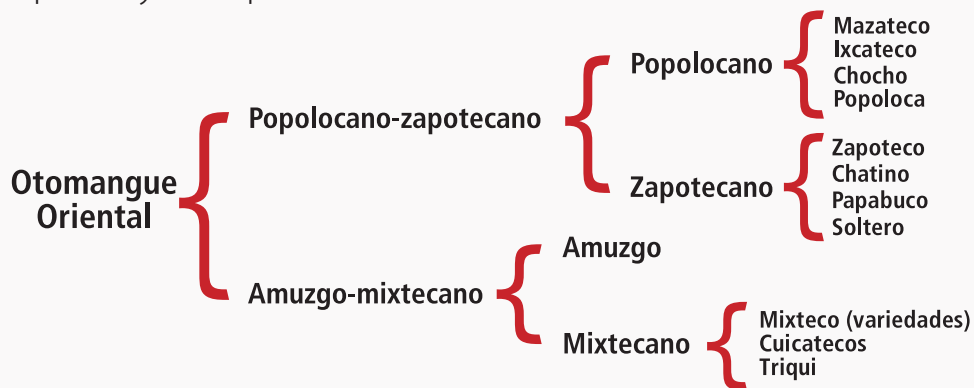 Otomangue
Oriental
Popolocano-zapotecano
Popolocano
Mazateco
Ixcateco
Chocho
Popoloca
Zapotecano
Zapoteco
Chatino
Papabuco
Soltero
Amuzgo-mixtecano
Amuzgo
Mixtecano
Mixteco (variedades)
Cuicatecos
Triqui